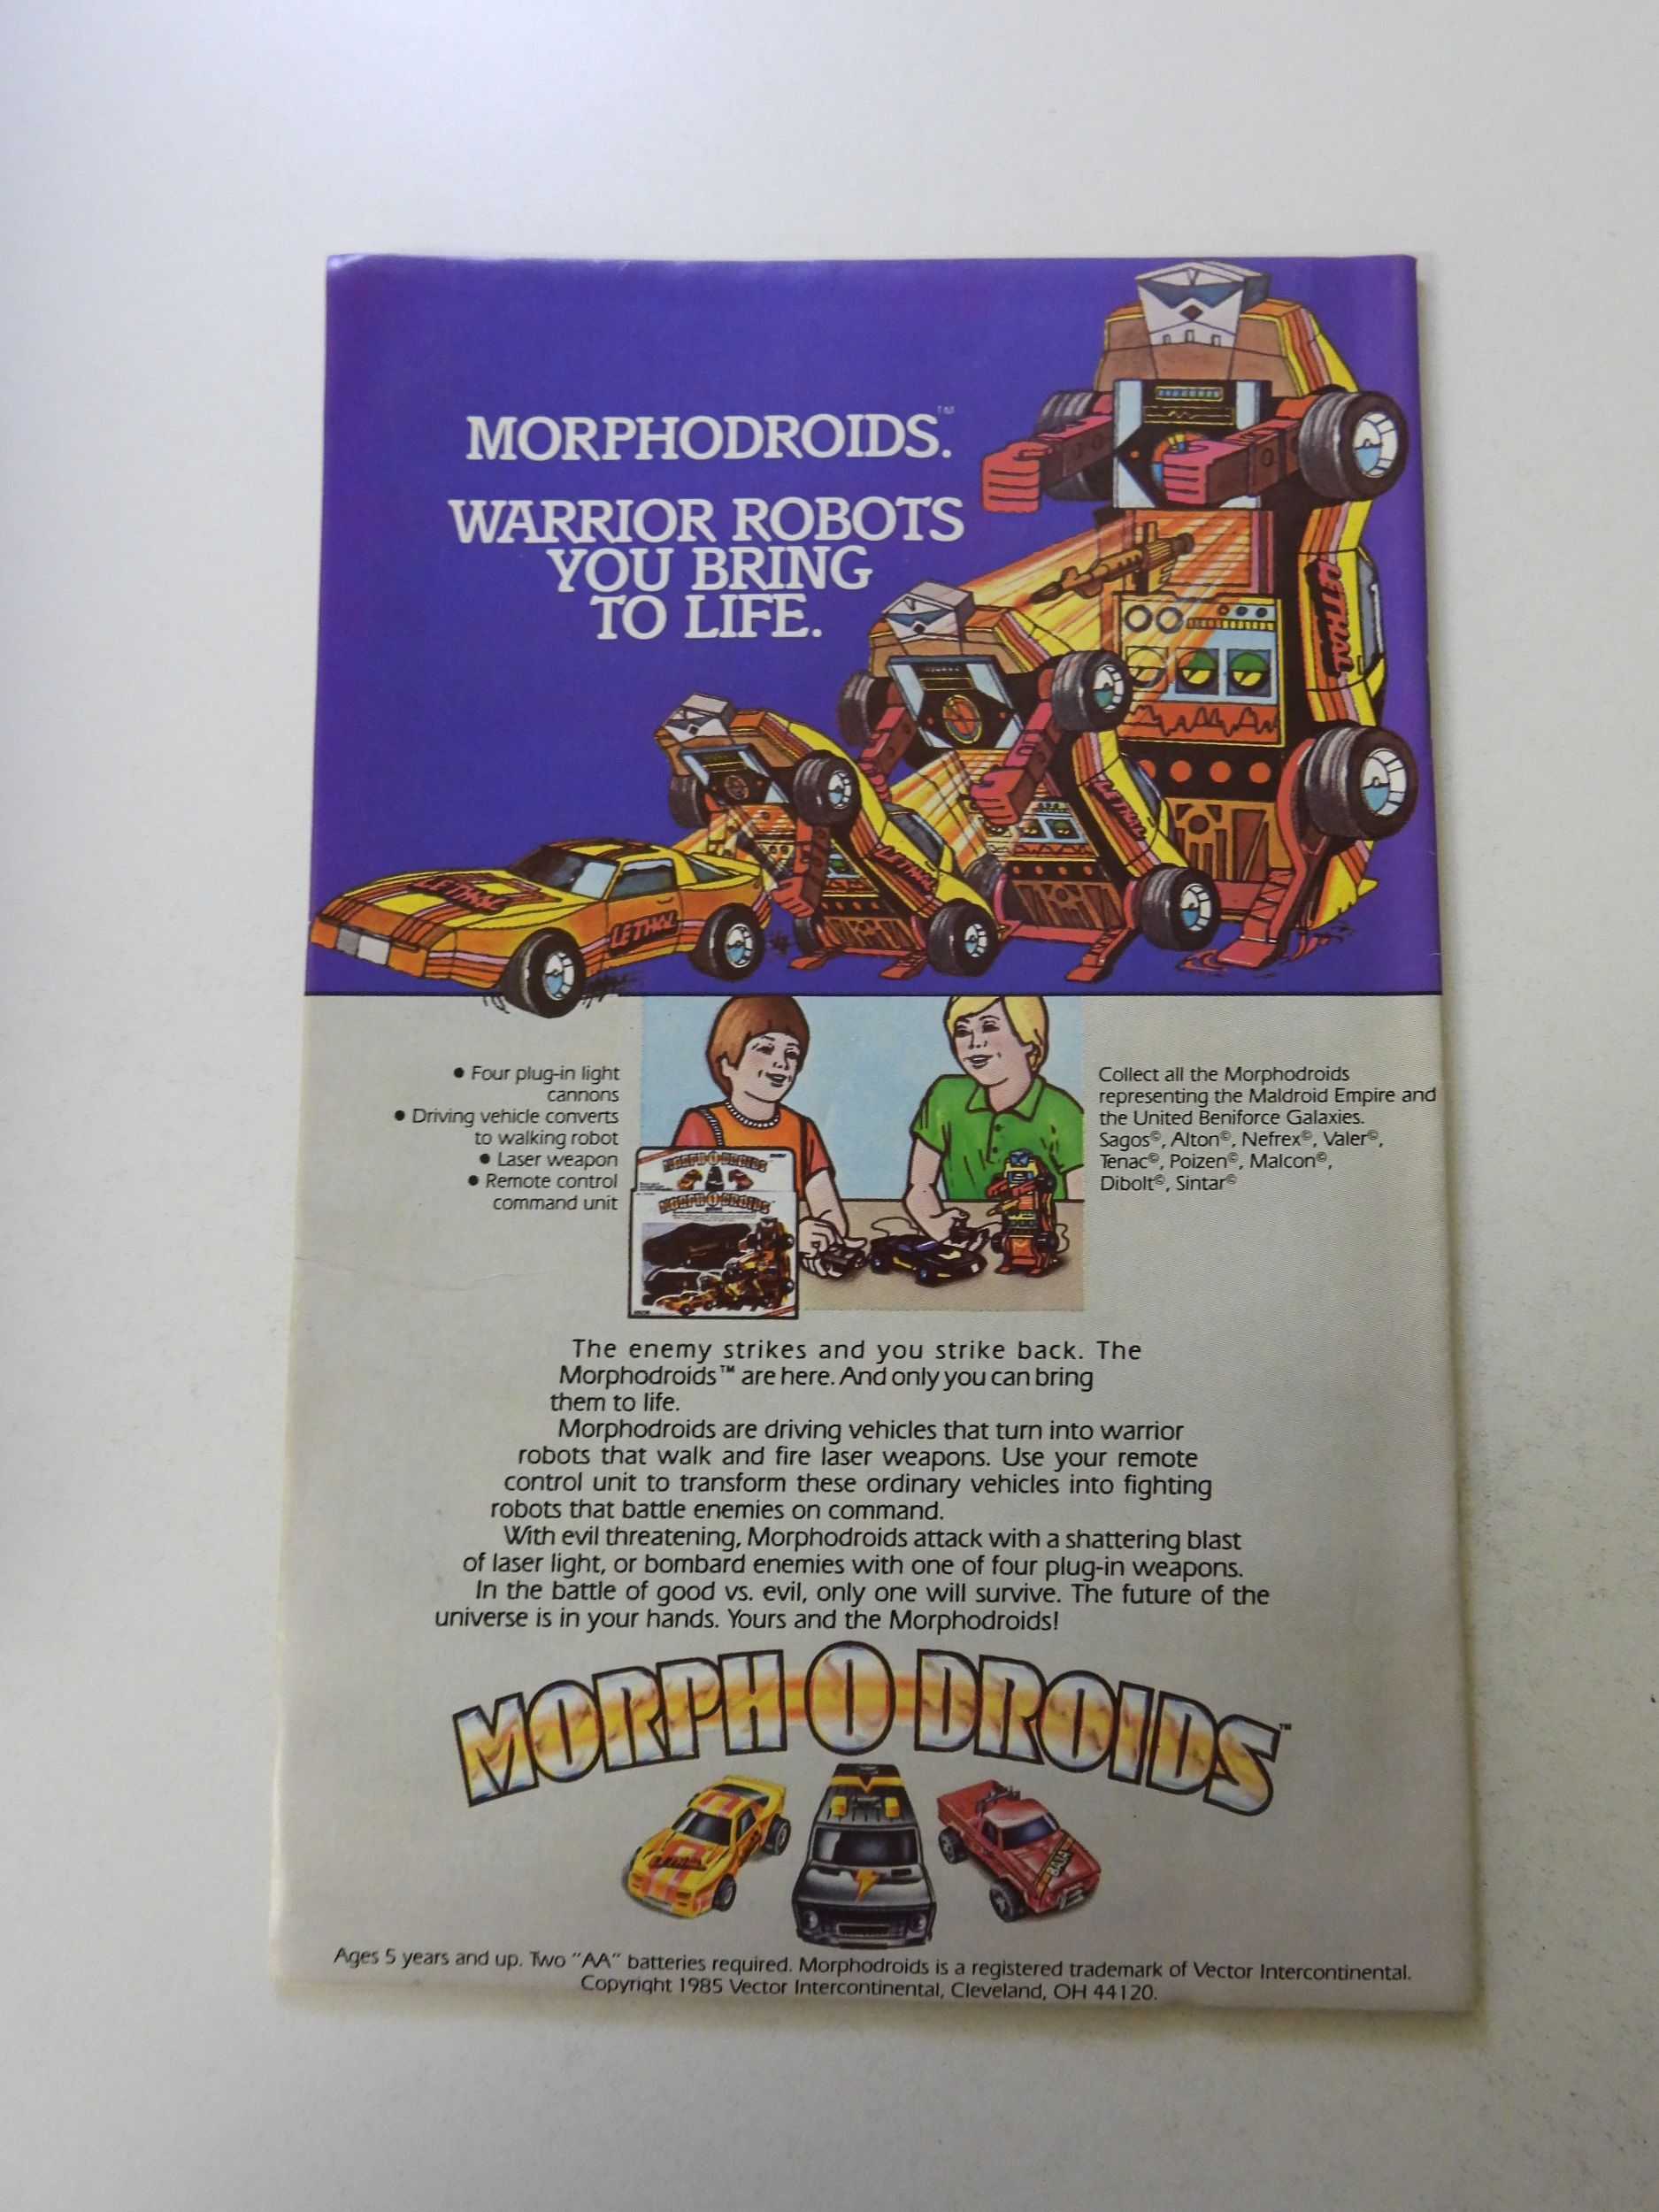 MORPHODROIDS.™
WARRIOR ROBOTS
YOU BRING
TO LIFE.
LETHAL
LETHAL
LETHAL
LETHAL
LETHAL
● Four plug-in light
cannons
● Driving vehicle converts
to walking robot
● Laser weapon
● Remote control
command unit
MORPH·O·DROIDS
MORPH·O·DROIDS
Collect all the Morphodroids
representing the Maldroid Empire and
the United Beniforce Galaxies.
Sagos©, Alton©, Nefrex©, Valer©,
Tenac©, Poizen©, Malcon©,
Dibolt©, Sintar©
The enemy strikes and you strike back. The
Morphodroids™ are here. And only you can bring
them to life.
Morphodroids are driving vehicles that turn into warrior
robots that walk and fire laser weapons. Use your remote
control unit to transform these ordinary vehicles into fighting
robots that battle enemies on command.
With evil threatening, Morphodroids attack with a shattering blast
of laser light, or bombard enemies with one of four plug-in weapons.
In the battle of good vs. evil, only one will survive. The future of the
universe is in your hands. Yours and the Morphodroids!
MORPH O DROIDS™
BAJA
Ages 5 years and up. Two "AA" batteries required. Morphodroids is a registered trademark of Vector Intercontinental.
Copyright 1985 Vector Intercontinental, Cleveland, OH 44120.